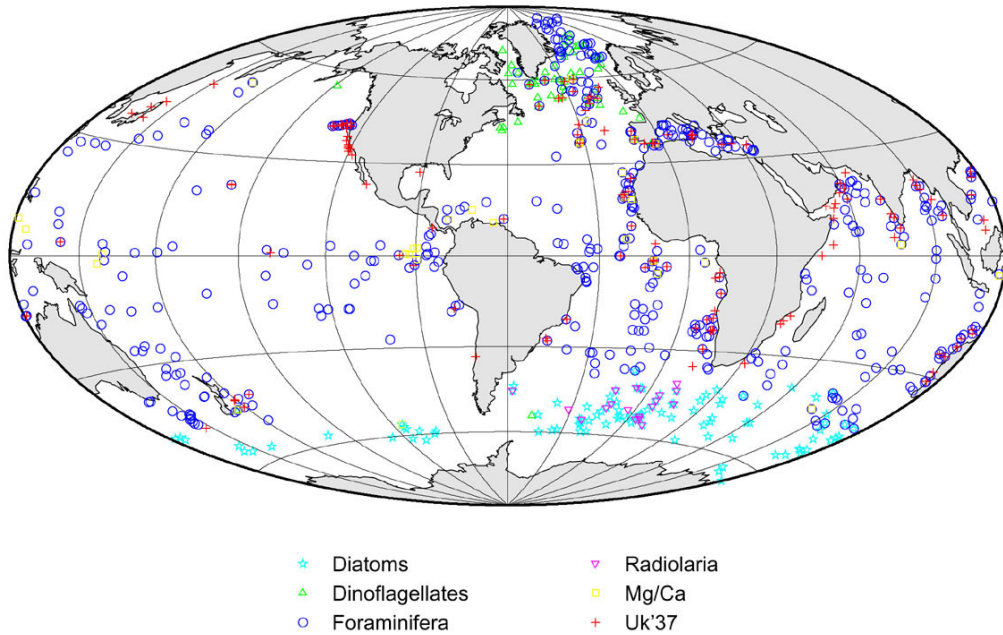 Diatoms
Dinoflagellates
Foraminifera
Radiolaria
Mg/Ca
Uk'37